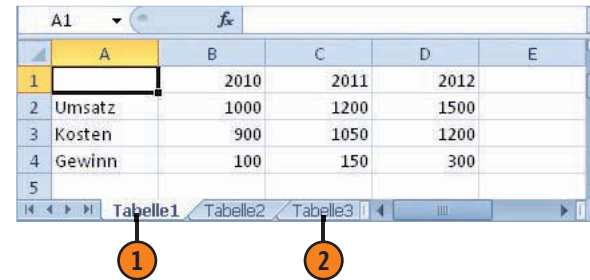 A1 fx
A B C D E
1 2010 2011 2012
2 Umsatz 1000 1200 1500
3 Kosten 900 1050 1200
4 Gewinn 100 150 300
5
Tabelle1 Tabelle2 Tabelle3
1 2